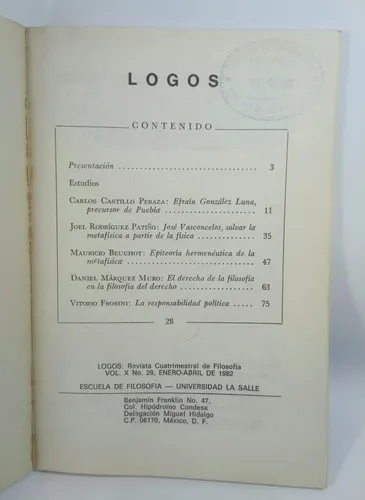 LOGOS
CONTENIDO
Presentación ................................ 3
Estudios
CARLOS CASTILLO PERAZA: Efraín González Luna,
precursor de Puebla ..................... 11
JOEL RODRÍGUEZ PATIÑO: José Vasconcelos, salvar la
metafísica a partir de la física ............. 35
MAURICIO BEUCHOT: Epiteoría hermenéutica de la
metafísica ................................ 47
DANIEL MÁRQUEZ MURO: El derecho de la filosofía
en la filosofía del derecho ................. 63
VITORIO FROSINI: La responsabilidad política ..... 75
28
LOGOS: Revista Cuatrimestral de Filosofía
VOL. X No. 28, ENERO-ABRIL DE 1982
ESCUELA DE FILOSOFIA — UNIVERSIDAD LA SALLE
Benjamín Franklin No. 47,
Col. Hipódromo Condesa
Delegación Miguel Hidalgo
C.P. 06170, México, D. F.